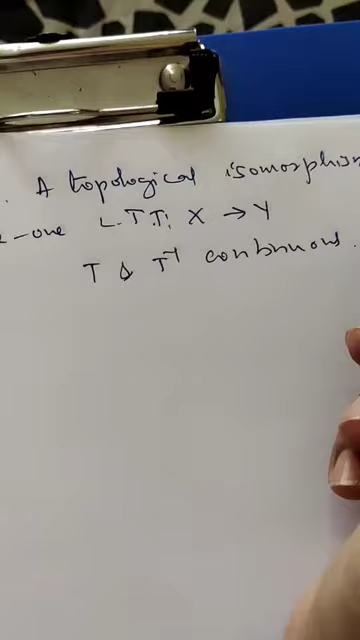 . A topological isomorphism
e-one L.T. T: X → Y
T & T⁻¹ continuous.